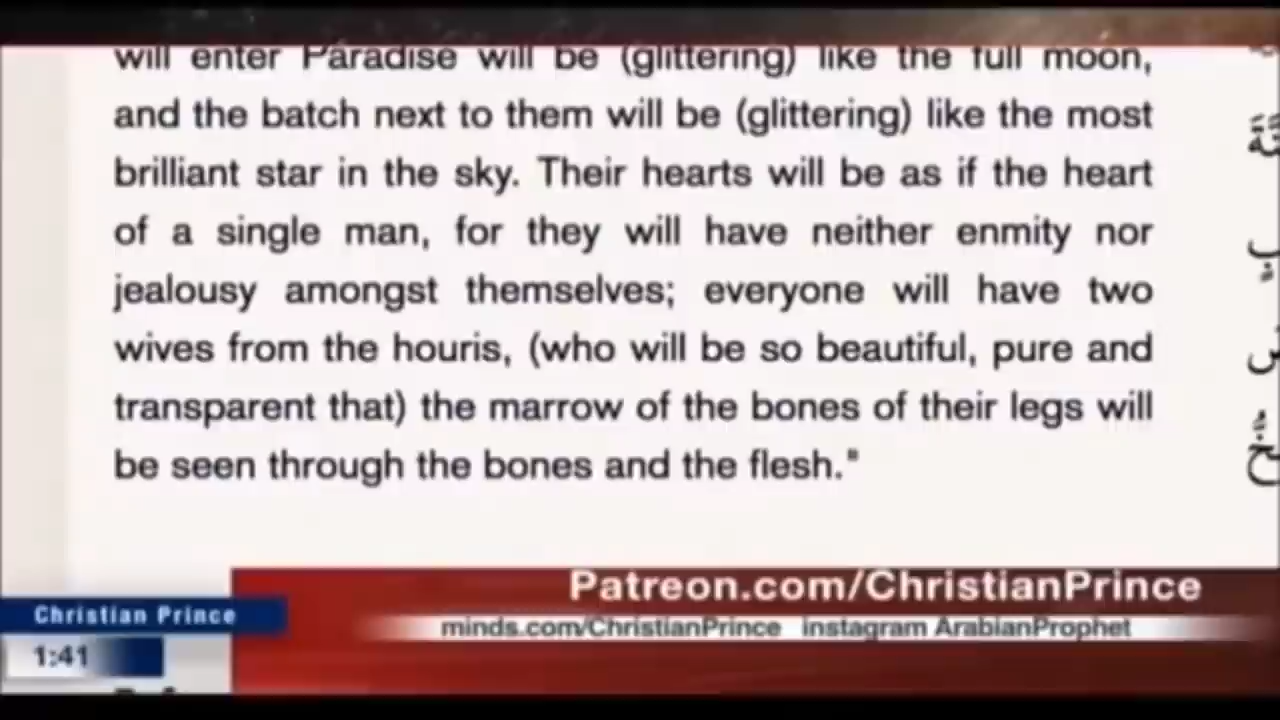 will enter Paradise will be (glittering) like the full moon,
and the batch next to them will be (glittering) like the most
brilliant star in the sky. Their hearts will be as if the heart
of a single man, for they will have neither enmity nor
jealousy amongst themselves; everyone will have two
wives from the houris, (who will be so beautiful, pure and
transparent that) the marrow of the bones of their legs will
be seen through the bones and the flesh."
Patreon.com/ChristianPrince
Christian Prince
minds.com/ChristianPrince instagram ArabianProphet
1:41